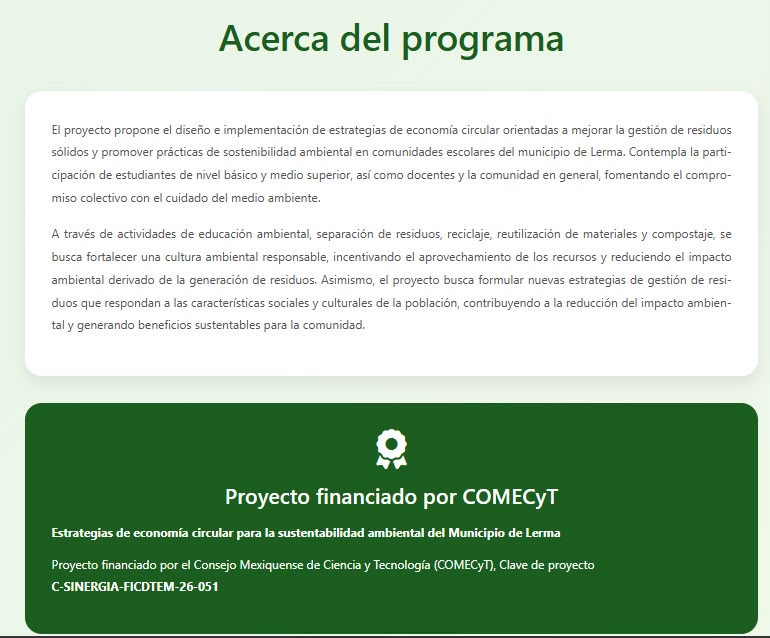 Acerca del programa
El proyecto propone el diseño e implementación de estrategias de economía circular orientadas a mejorar la gestión de residuos
sólidos y promover prácticas de sostenibilidad ambiental en comunidades escolares del municipio de Lerma. Contempla la parti-
cipación de estudiantes de nivel básico y medio superior, así como docentes y la comunidad en general, fomentando el compro-
miso colectivo con el cuidado del medio ambiente.
A través de actividades de educación ambiental, separación de residuos, reciclaje, reutilización de materiales y compostaje, se
busca fortalecer una cultura ambiental responsable, incentivando el aprovechamiento de los recursos y reduciendo el impacto
ambiental derivado de la generación de residuos. Asimismo, el proyecto busca formular nuevas estrategias de gestión de resi-
duos que respondan a las características sociales y culturales de la población, contribuyendo a la reducción del impacto ambien-
tal y generando beneficios sustentables para la comunidad.
Proyecto financiado por COMECyT
Estrategias de economía circular para la sustentabilidad ambiental del Municipio de Lerma
Proyecto financiado por el Consejo Mexiquense de Ciencia y Tecnología (COMECyT), Clave de proyecto
C-SINERGIA-FICDTEM-26-051